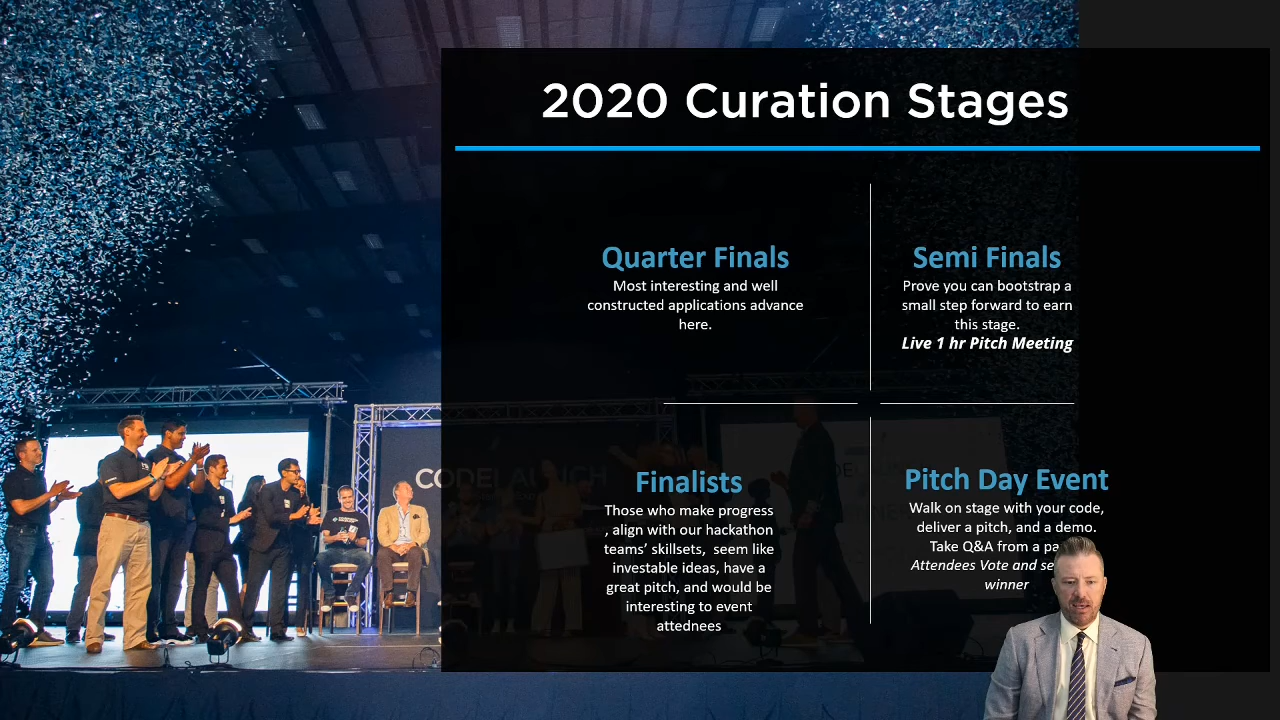 2020 Curation Stages
Quarter Finals
Most interesting and well
constructed applications advance
here.
Semi Finals
Prove you can bootstrap a
small step forward to earn
this stage.
Live 1 hr Pitch Meeting
Finalists
Those who make progress
, align with our hackathon
teams’ skillsets, seem like
investable ideas, have a
great pitch, and would be
interesting to event
attednees
Pitch Day Event
Walk on stage with your code,
deliver a pitch, and a demo.
Take Q&A from a
Attendees Vote and
winner
CODELAUNCH